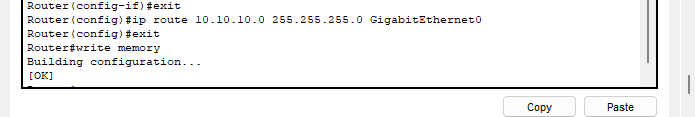 Router(config-if)#exit
Router(config)#ip route 10.10.10.0 255.255.255.0 GigabitEthernet0
Router(config)#exit
Router#write memory
Building configuration...
[OK]
Copy
Paste